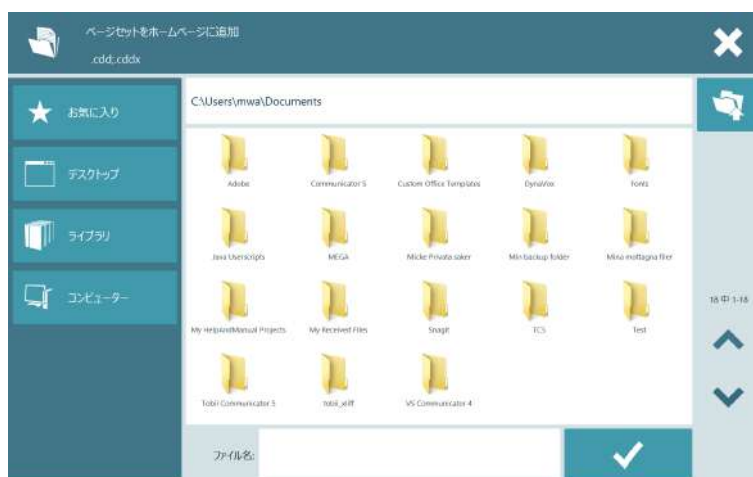 ページセットをホームページに追加
.cdd;.cddx
お気に入り
デスクトップ
ライブラリ
コンピューター
C:\Users\mwa\Documents
Adobe
Communicator 5
Custom Office Templates
DynaVox
Fonts
Java Userscripts
MEGA
Micke Privata saker
Min backup folder
Mina mottagna filer
My HelpAndManual Projects
My Received Files
Snagit
TCS
Test
Tobii Communicator 5
tobii_xliff
VS Communicator 4
18 中 1-18
ファイル名: